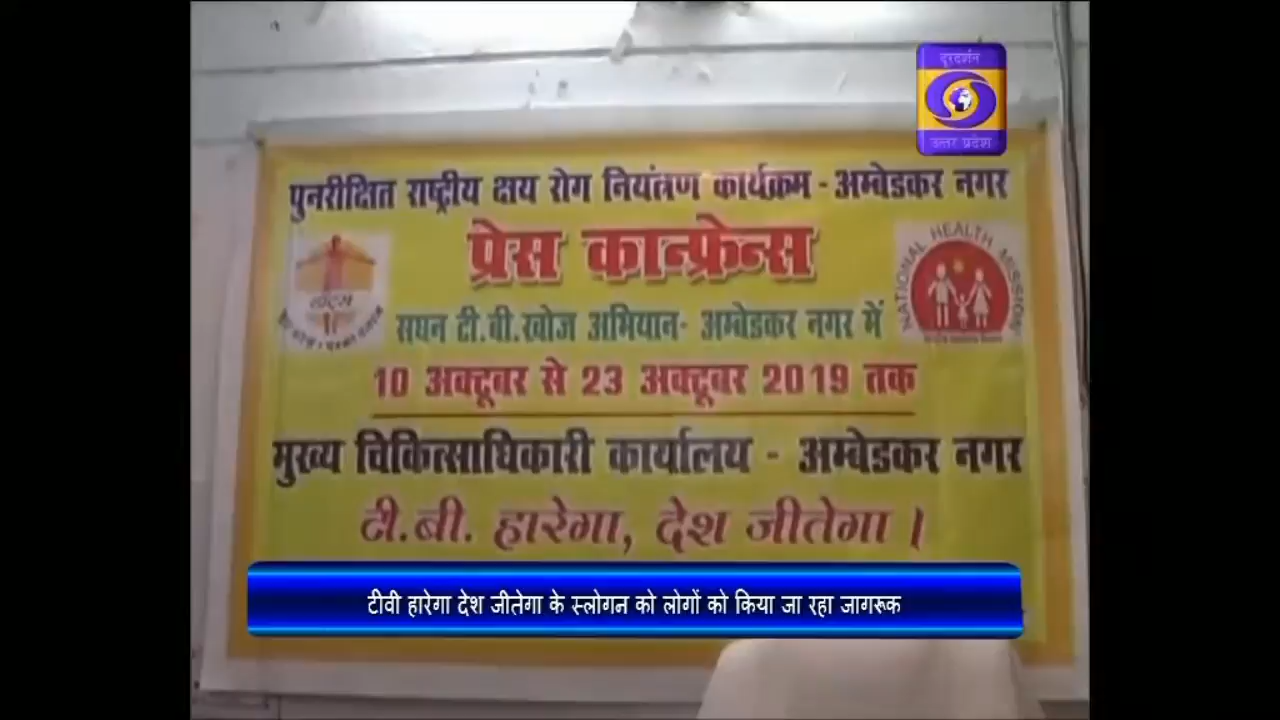 दूरदर्शन
उत्तर प्रदेश
पुनरीक्षित राष्ट्रीय क्षय रोग नियंत्रण कार्यक्रम - अम्बेडकर नगर
प्रेस कान्फ्रेन्स
NATIONAL HEALTH MISSION
सघन टी.बी.खोज अभियान- अम्बेडकर नगर में
10 अक्टूबर से 23 अक्टूबर 2019 तक
मुख्य चिकित्साधिकारी कार्यालय - अम्बेडकर नगर
टी.बी. हारेगा, देश जीतेगा ।
टीवी हारेगा देश जीतेगा के स्लोगन को लोगों को किया जा रहा जागरूक